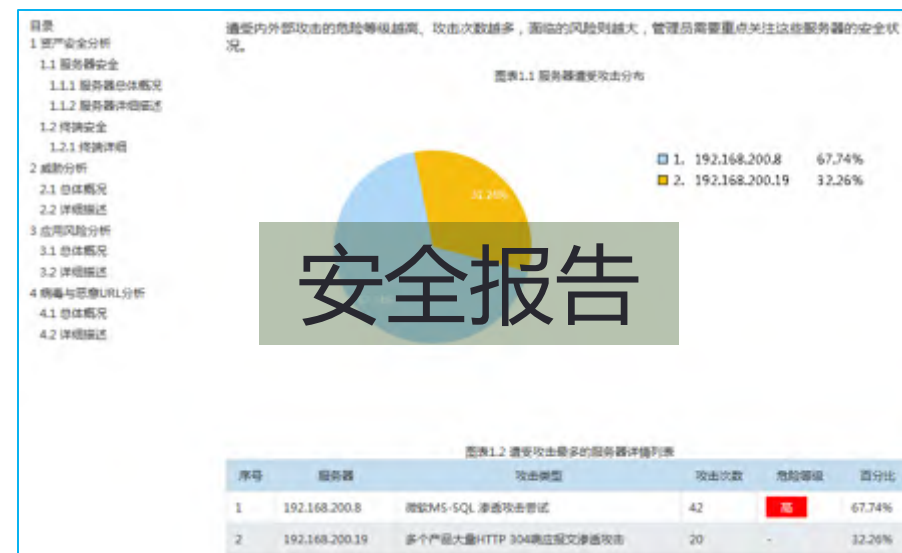 目录
1 资产安全分析
1.1 服务器安全
1.1.1 服务器总体概况
1.1.2 服务器详细描述
1.2 终端安全
1.2.1 终端详细
2 威胁分析
2.1 总体概况
2.2 详细描述
3 应用风险分析
3.1 总体概况
3.2 详细描述
4 病毒与恶意URL分析
4.1 总体概况
4.2 详细描述
遭受内外部攻击的危险等级越高、攻击次数越多，面临的风险则越大，管理员需要重点关注这些服务器的安全状
况。
图表1.1 服务器遭受攻击分布
1. 192.168.200.8 67.74%
2. 192.168.200.19 32.26%
32.26%
安全报告
图表1.2 遭受攻击最多的服务器详情列表
序号 服务器 攻击类型 攻击次数 危险等级 百分比
1 192.168.200.8 微软MS-SQL 渗透攻击尝试 42 高 67.74%
2 192.168.200.19 多个产品大量HTTP 304响应报文渗透攻击 20 - 32.26%